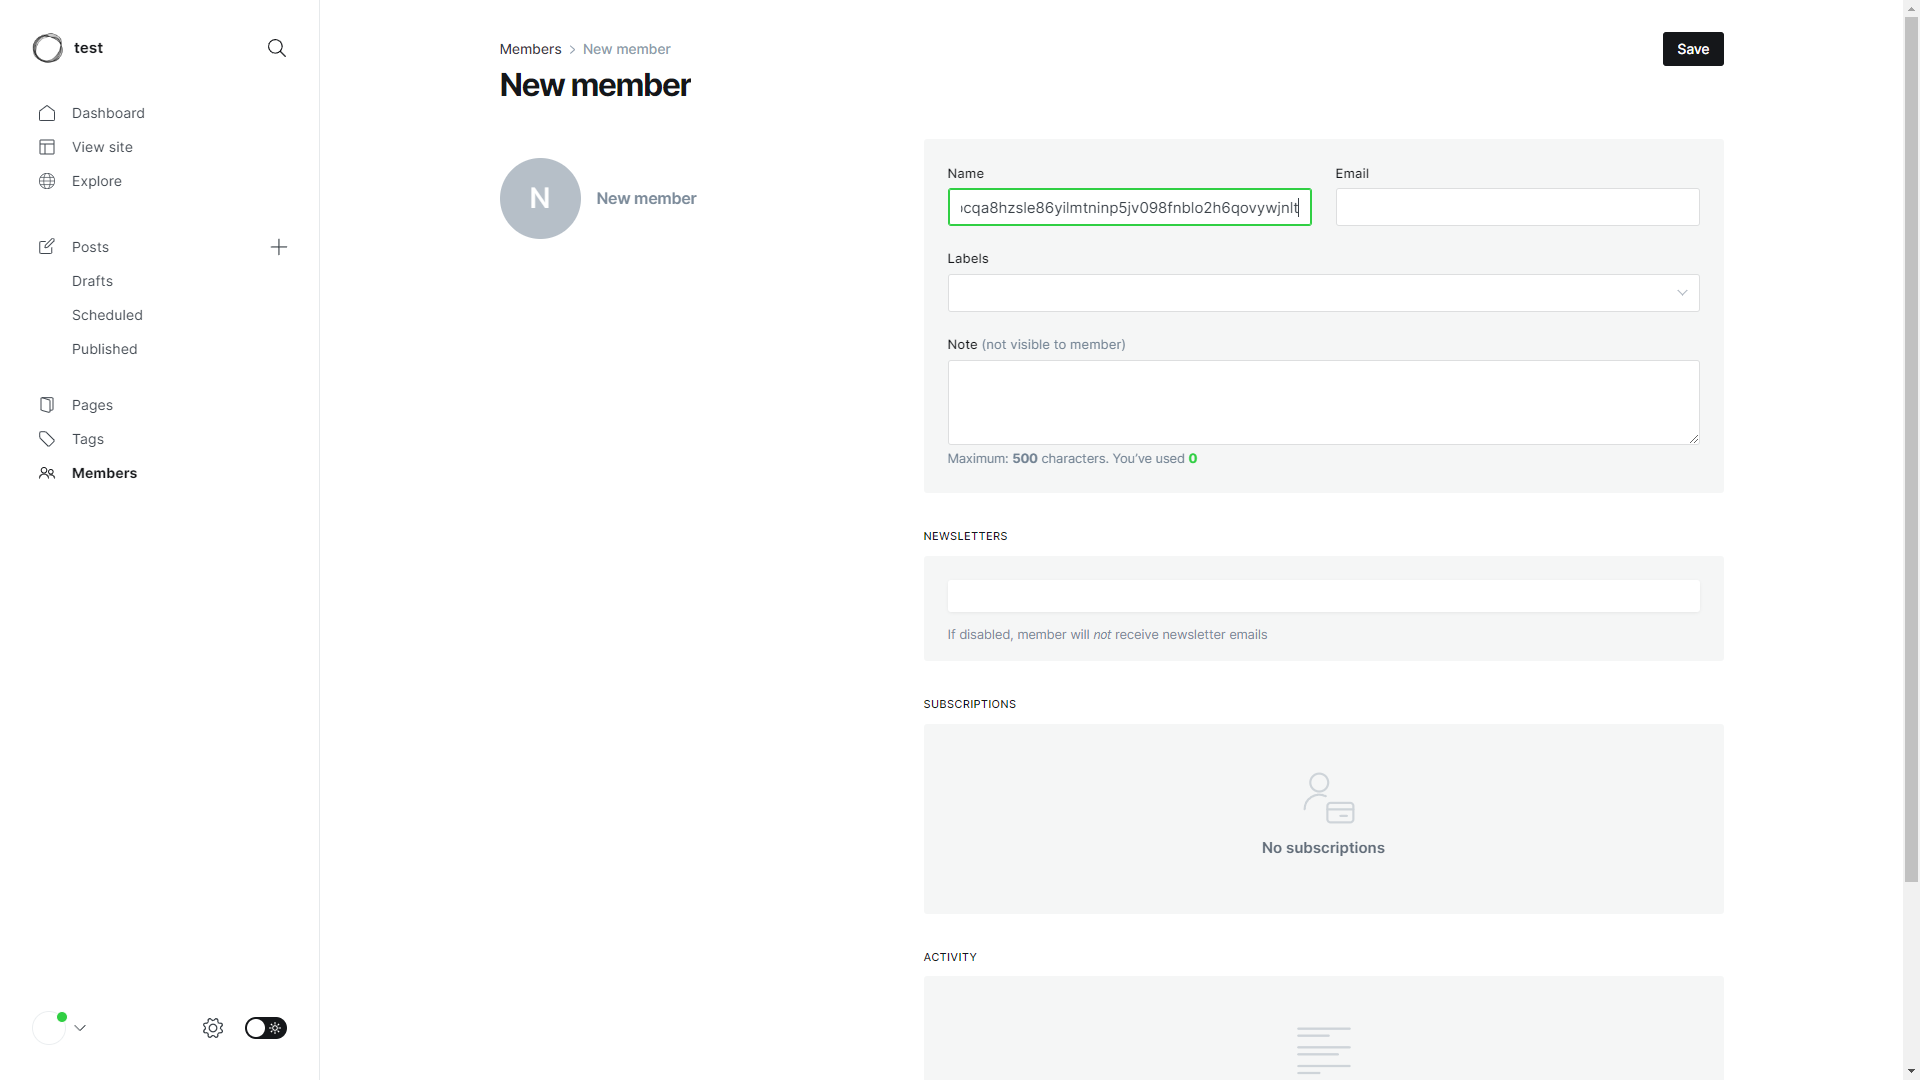 test
Dashboard
View site
Explore
Posts
Drafts
Scheduled
Published
Pages
Tags
Members
Members > New member
Save
New member
N
New member
Name
Email
cqa8hzsle86yilmtninp5jv098fnblo2h6qovywjnlt
Labels
Note (not visible to member)
Maximum: 500 characters. You've used 0
NEWSLETTERS
If disabled, member will not receive newsletter emails
SUBSCRIPTIONS
No subscriptions
ACTIVITY